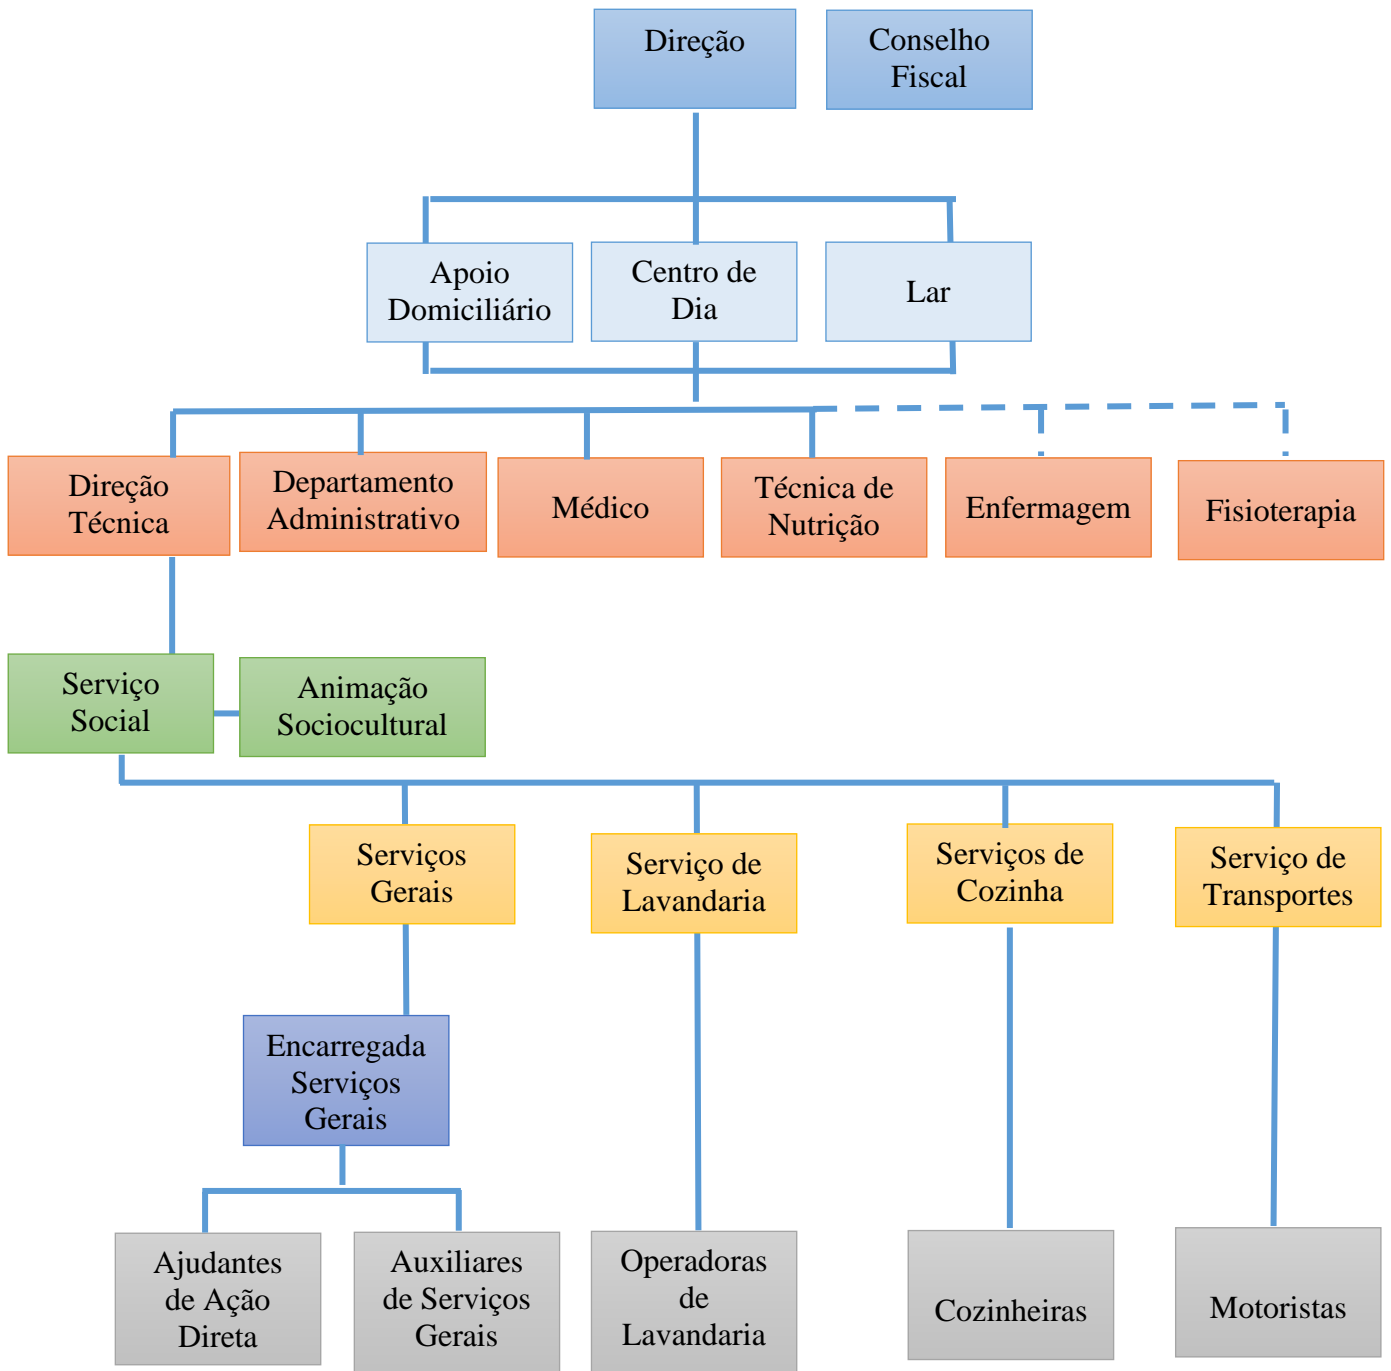 Direção
Conselho
Fiscal
Apoio
Domiciliário
Centro de
Dia
Lar
Direção
Técnica
Departamento
Administrativo
Médico
Técnica de
Nutrição
Enfermagem
Fisioterapia
Serviço
Social
Animação
Sociocultural
Serviços
Gerais
Serviço de
Lavandaria
Serviços de
Cozinha
Serviço de
Transportes
Encarregada
Serviços
Gerais
Ajudantes
de Ação
Direta
Auxiliares
de Serviços
Gerais
Operadoras
de
Lavandaria
Cozinheiras
Motoristas